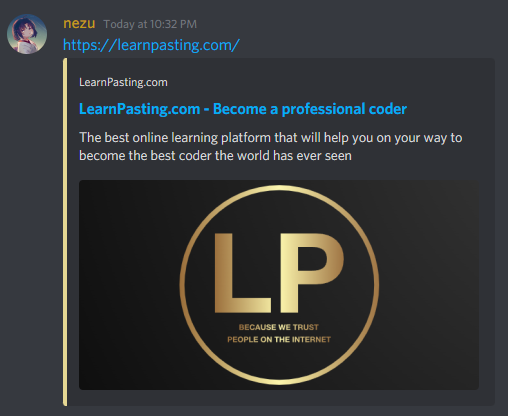 nezu Today at 10:32 PM
https://learnpasting.com/
LearnPasting.com
LearnPasting.com - Become a professional coder
The best online learning platform that will help you on your way to
become the best coder the world has ever seen
LP
BECAUSE WE TRUST
PEOPLE ON THE INTERNET